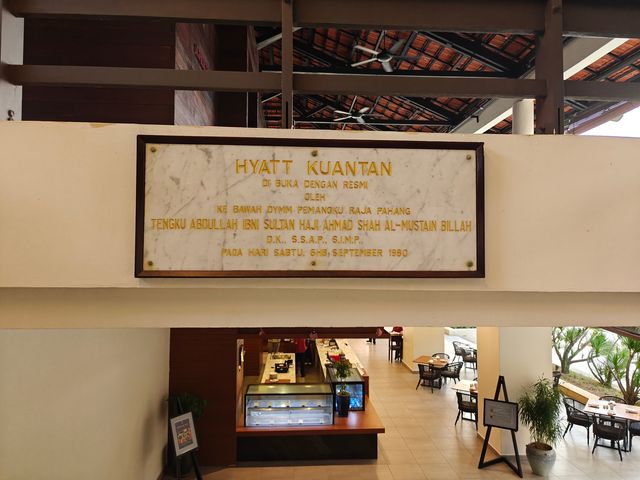 HYATT KUANTAN
DI BUKA DENGAN RESMI
OLEH
KE BAWAH DYMM PEMANGKU RAJA PAHANG
TENGKU ABDULLAH IBNI SULTAN HAJI AHMAD SHAH AL-MUSTAIN BILLAH
D.K., S.S.A.P., S.I.M.P.,
PADA HARI SABTU, 6HB, SEPTEMBER 1980